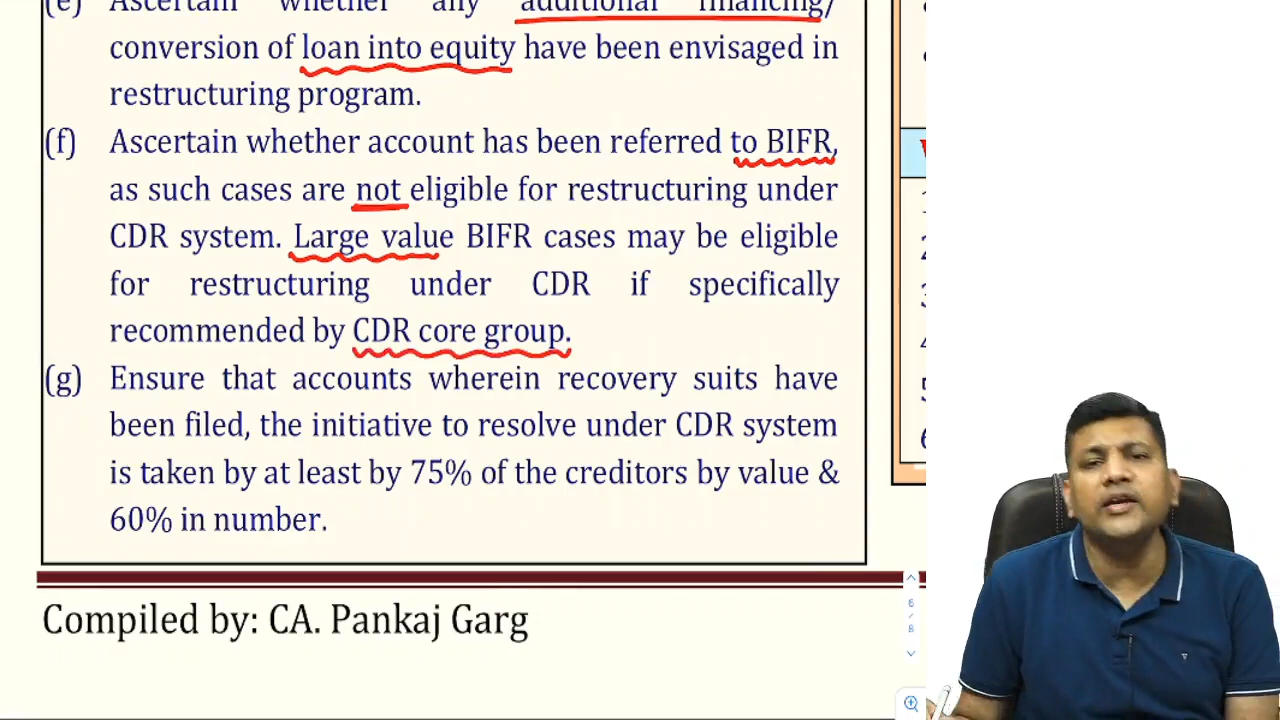 (e) Ascertain whether any additional financing/
conversion of loan into equity have been envisaged in
restructuring program.
(f) Ascertain whether account has been referred to BIFR,
as such cases are not eligible for restructuring under
CDR system. Large value BIFR cases may be eligible
for restructuring under CDR if specifically
recommended by CDR core group.
(g) Ensure that accounts wherein recovery suits have
been filed, the initiative to resolve under CDR system
is taken by at least by 75% of the creditors by value &
60% in number.
Compiled by: CA. Pankaj Garg
6
/
8